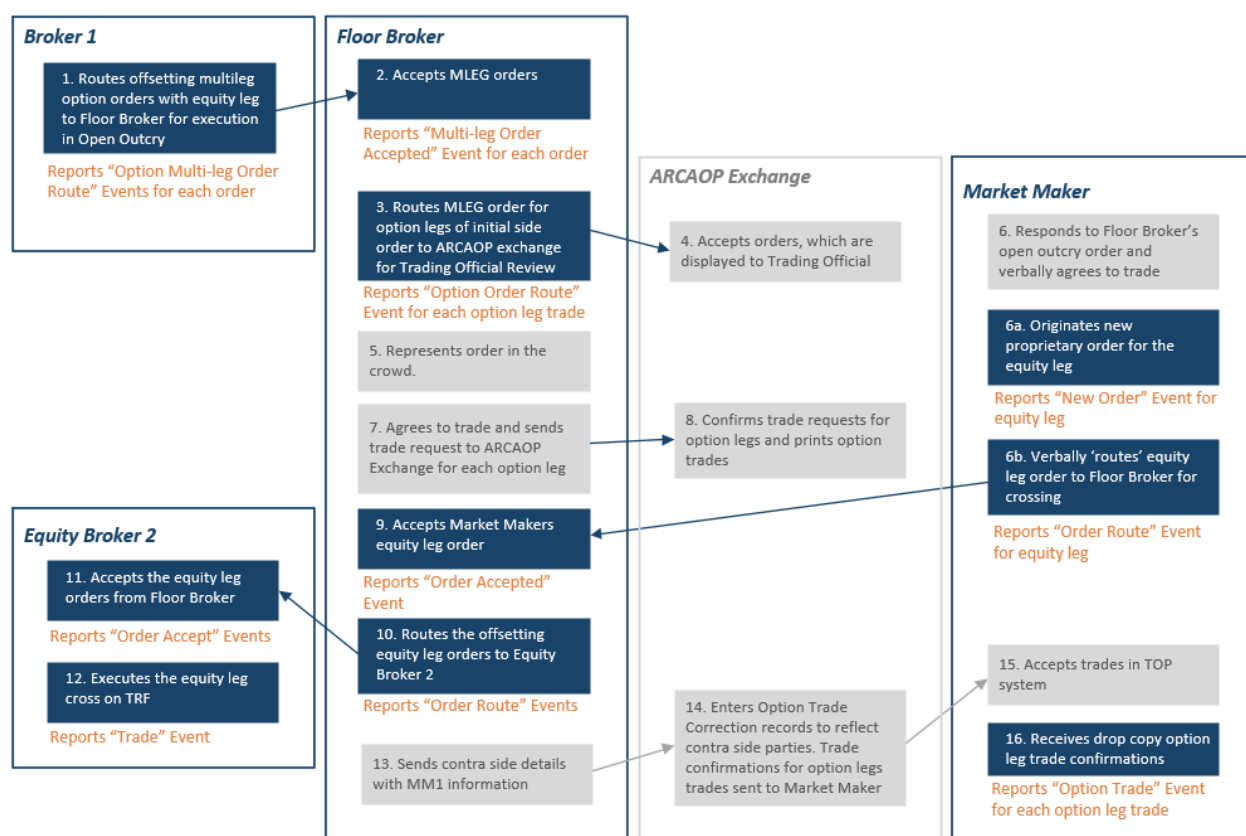 Broker 1
1. Routes offsetting multileg
option orders with equity leg
to Floor Broker for execution
in Open Outcry
Reports “Option Multi-leg Order
Route” Events for each order
Floor Broker
2. Accepts MLEG orders
Reports “Multi-leg Order
Accepted” Event for each order
3. Routes MLEG order for
option legs of initial side
order to ARCAOP exchange
for Trading Official Review
Reports “Option Order Route”
Event for each option leg trade
5. Represents order in the
crowd.
7. Agrees to trade and sends
trade request to ARCAOP
Exchange for each option leg
9. Accepts Market Makers
equity leg order
Reports “Order Accepted”
Event
10. Routes the offsetting
equity leg orders to Equity
Broker 2
Reports “Order Route” Events
13. Sends contra side details
with MM1 information
ARCAOP Exchange
4. Accepts orders, which are
displayed to Trading Official
8. Confirms trade requests for
option legs and prints option
trades
14. Enters Option Trade
Correction records to reflect
contra side parties. Trade
confirmations for option legs
trades sent to Market Maker
Market Maker
6. Responds to Floor Broker’s
open outcry order and
verbally agrees to trade
6a. Originates new
proprietary order for the
equity leg
Reports “New Order” Event for
equity leg
6b. Verbally ‘routes’ equity
leg order to Floor Broker for
crossing
Reports “Order Route” Event
for equity leg
15. Accepts trades in TOP
system
16. Receives drop copy option
leg trade confirmations
Reports “Option Trade” Event
for each option leg trade
Equity Broker 2
11. Accepts the equity leg
orders from Floor Broker
Reports “Order Accept” Events
12. Executes the equity leg
cross on TRF
Reports “Trade” Event